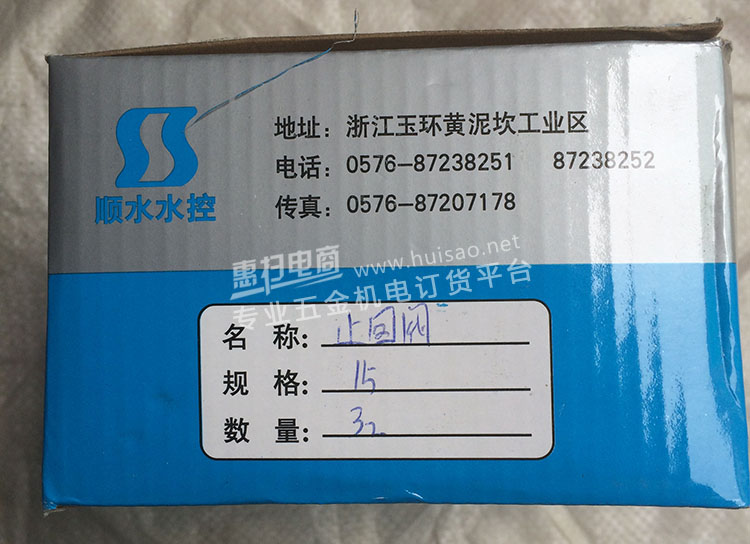 地址：浙江玉环黄泥坎工业区
电话：0576-87238251 87238252
传真：0576-87207178
顺水水控
惠扫电商 www.huisao.net
专业五金机电订货平台
名 称：止回阀
规 格：15
数 量：32